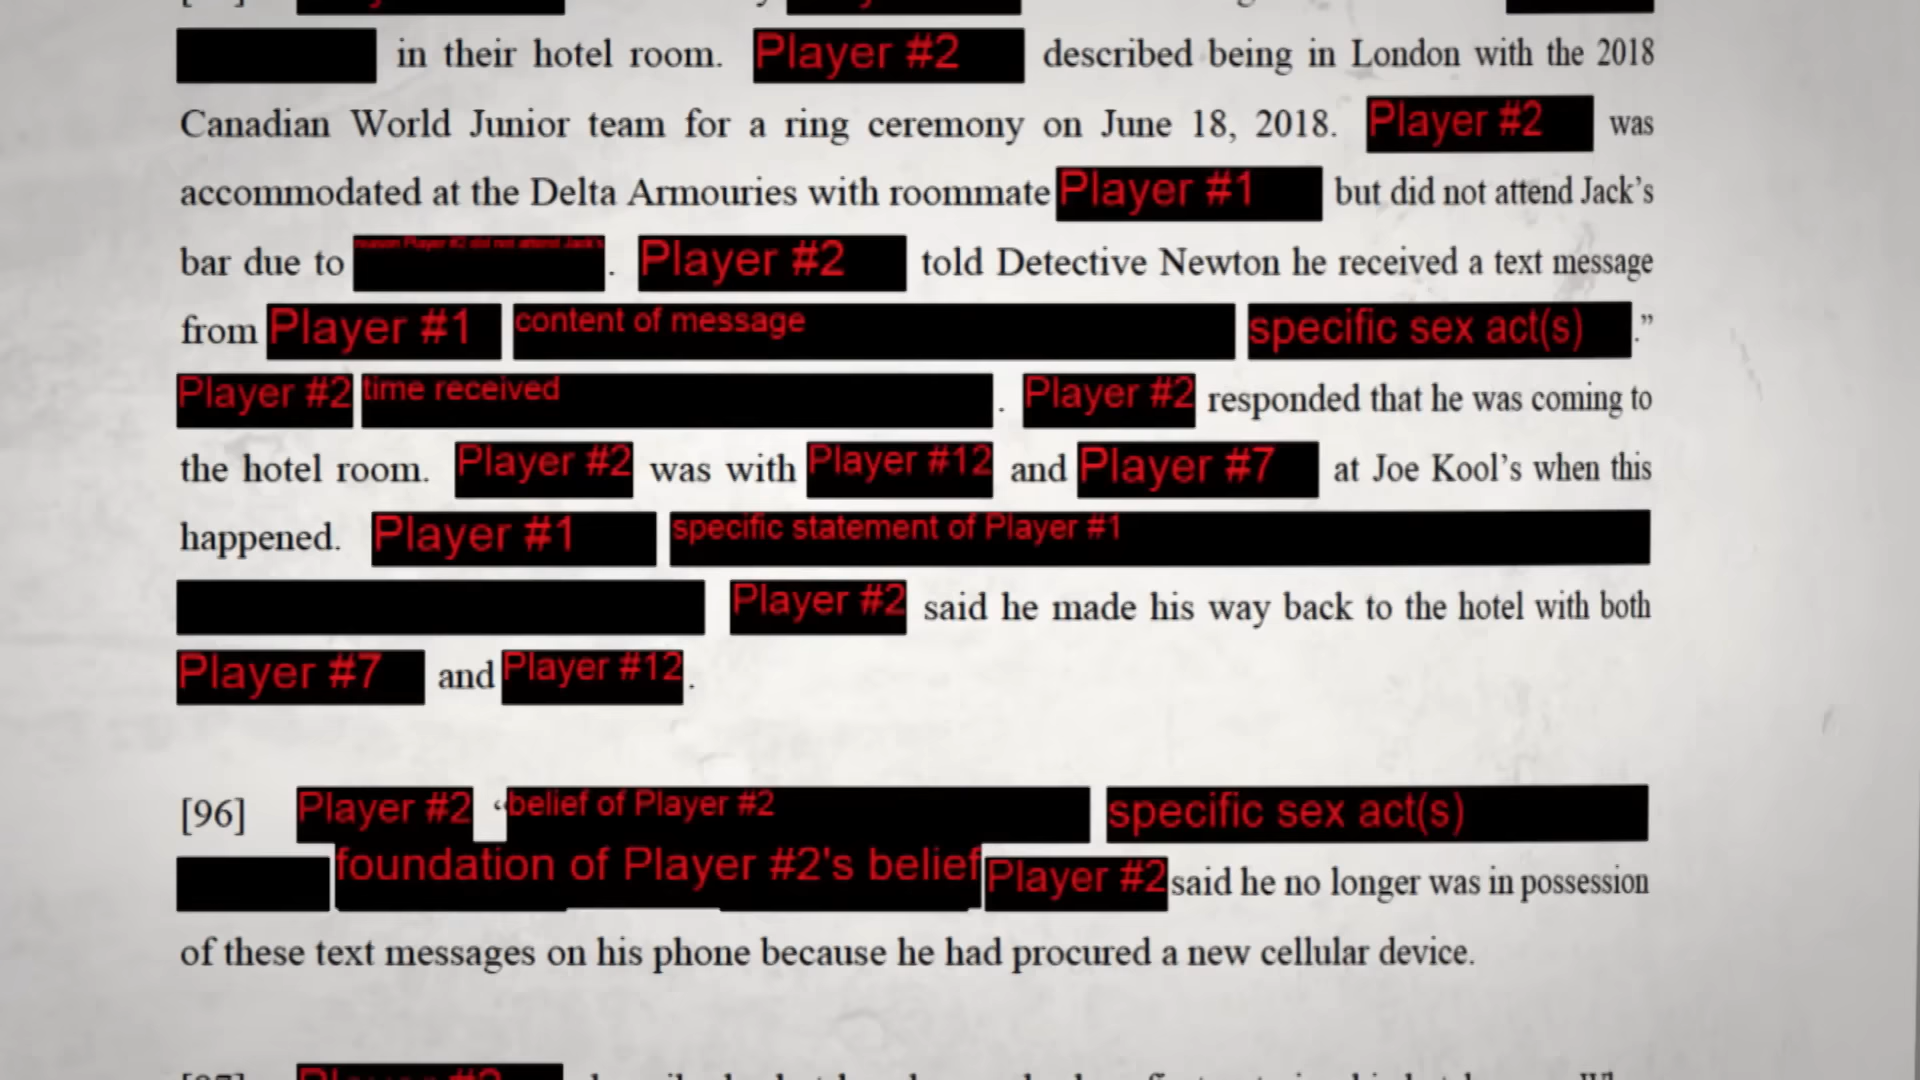 in their hotel room. Player #2 described being in London with the 2018
Canadian World Junior team for a ring ceremony on June 18, 2018. Player #2 was
accommodated at the Delta Armouries with roommate Player #1 but did not attend Jack's
bar due to reason Player #2 did not attend Jack's. Player #2 told Detective Newton he received a text message
from Player #1 content of message specific sex act(s).”
Player #2 time received. Player #2 responded that he was coming to
the hotel room. Player #2 was with Player #12 and Player #7 at Joe Kool's when this
happened. Player #1 specific statement of Player #1
Player #2 said he made his way back to the hotel with both
Player #7 and Player #12.
[96] Player #2 “belief of Player #2 specific sex act(s)
foundation of Player #2's belief Player #2 said he no longer was in possession
of these text messages on his phone because he had procured a new cellular device.